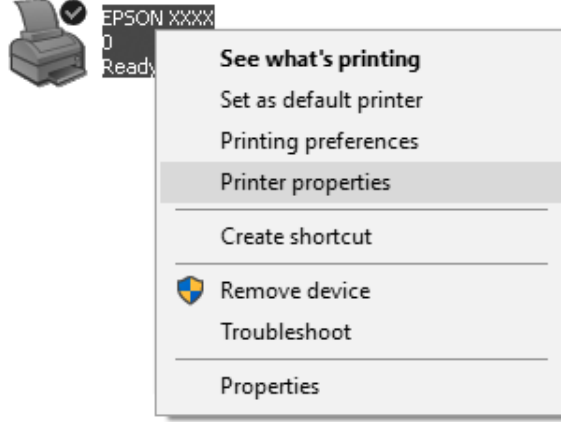 EPSON XXXX
0
Ready
See what's printing
Set as default printer
Printing preferences
Printer properties
Create shortcut
Remove device
Troubleshoot
Properties